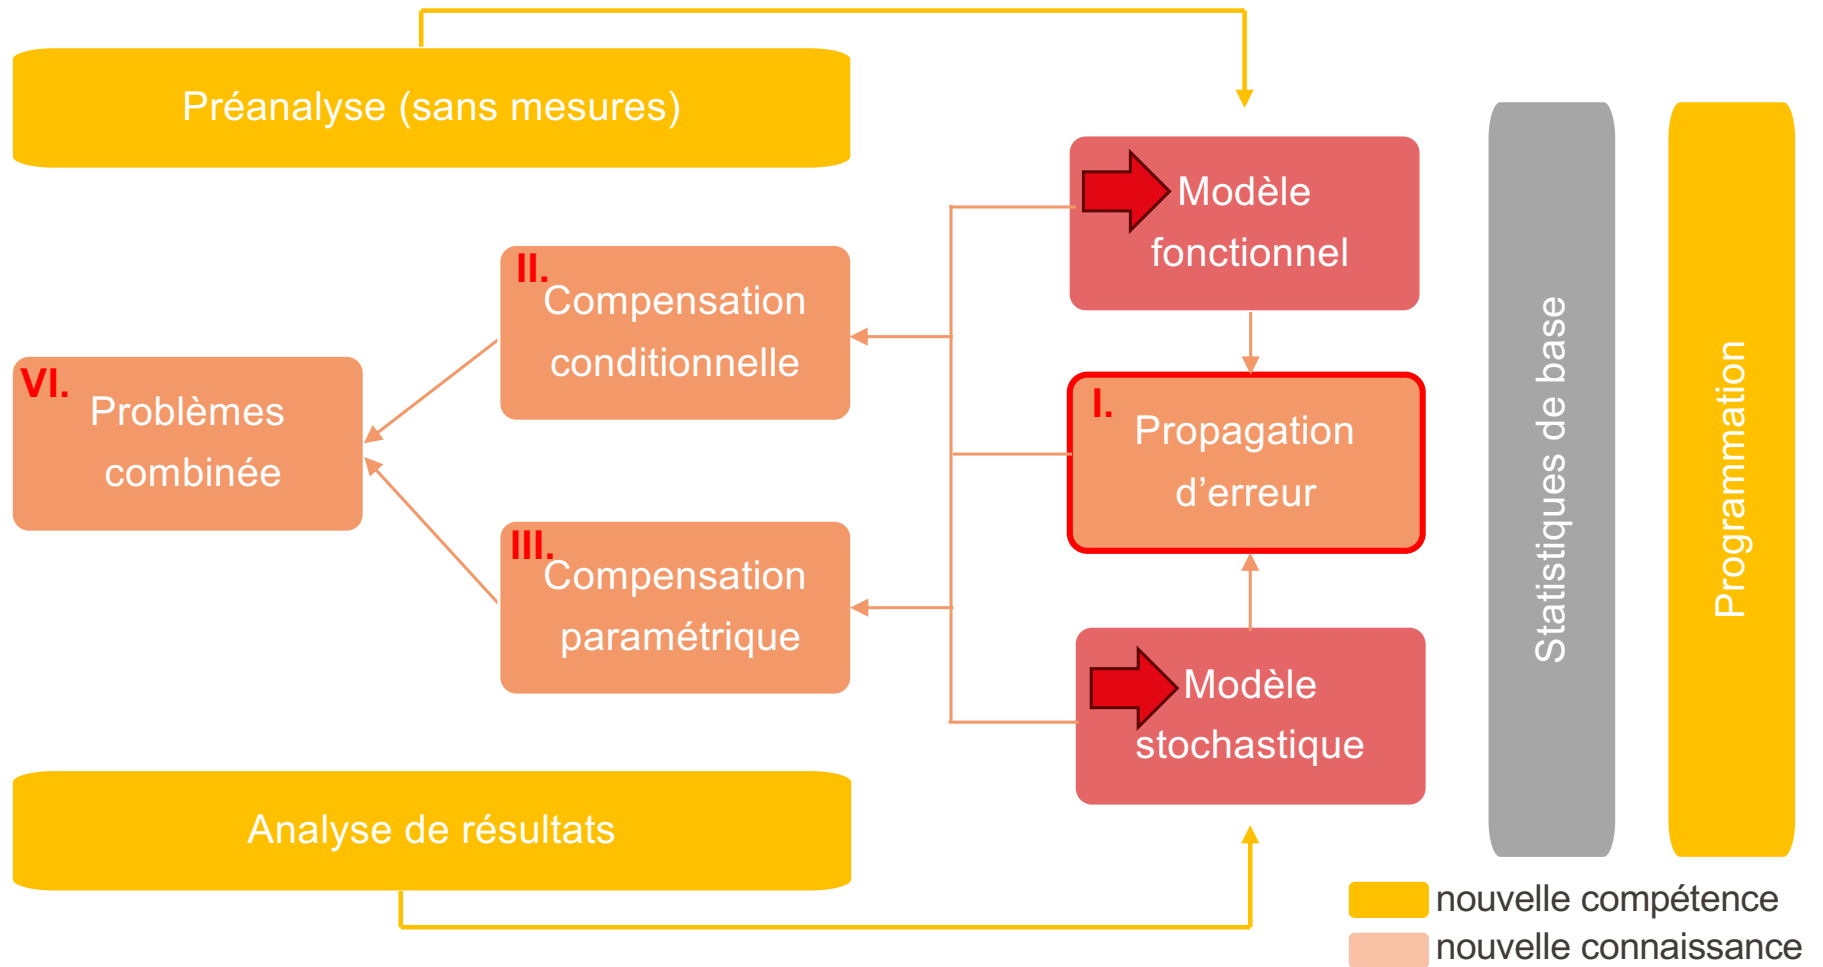 Préanalyse (sans mesures)
Modèle
fonctionnel
II.
Compensation
conditionnelle
VI.
Problèmes
combinée
I.
Propagation
d'erreur
III.
Compensation
paramétrique
Modèle
stochastique
Analyse de résultats
Statistiques de base
Programmation
nouvelle compétence
nouvelle connaissance